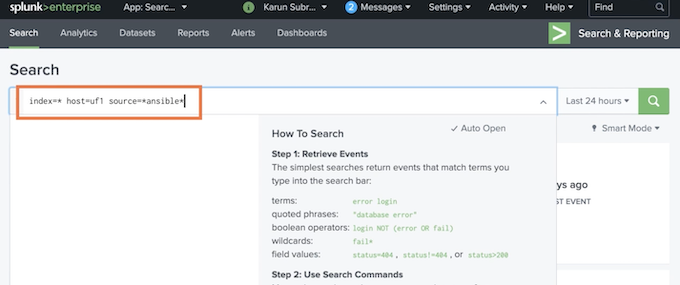 splunk>enterprise App: Searc... i Karun Subr... 2 Messages Settings Activity Help Find
Search Analytics Datasets Reports Alerts Dashboards > Search & Reporting
Search
index=* host=uf1 source=*ansible* Last 24 hours
How To Search ✓ Auto Open Smart Mode
Step 1: Retrieve Events
The simplest searches return events that match terms you
type into the search bar:
ys ago
terms: error login ST EVENT
quoted phrases: "database error"
boolean operators: login NOT (error OR fail)
wildcards: fail*
field values: status=404, status!=404, or status>200
Step 2: Use Search Commands